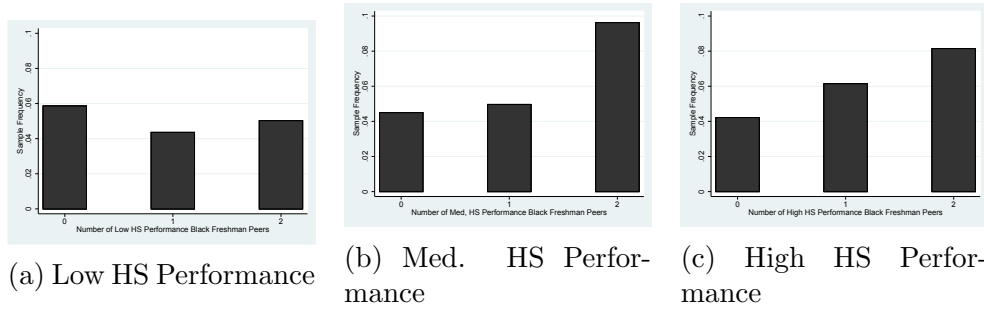 .1
.08
.06
.04
.02
0
Sample Frequency
0 1 2
Number of Low HS Performance Black Freshman Peers
(a) Low HS Performance
.1
.08
.06
.04
.02
0
Sample Frequency
0 1 2
Number of Med, HS Performance Black Freshman Peers
(b) Med. HS Perfor-
mance
.1
.08
.06
.04
.02
0
Sample Frequency
0 1 2
Number of High HS Performance Black Freshman Peers
(c) High HS Perfor-
mance